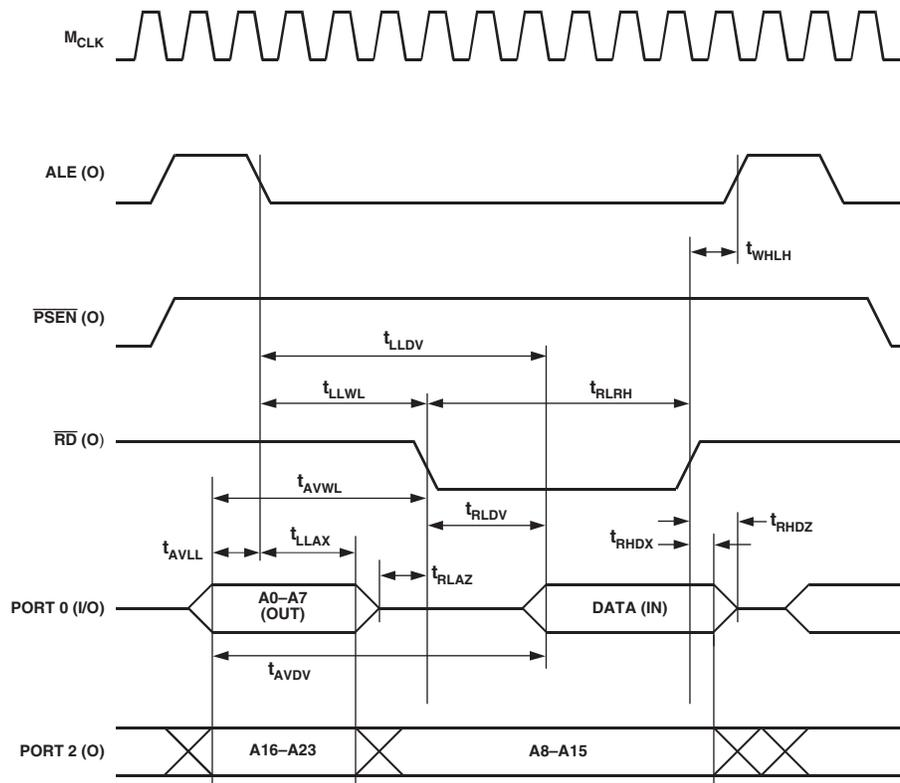 MCLK
ALE (O)
tWHLH
PSEN (O)
tLLDV
tLLWL
tRLRH
RD (O)
tAVWL
tRLDV
tRHDZ
tAVLL
tLLAX
tRHDX
tRLAZ
PORT 0 (I/O)
A0–A7
(OUT)
DATA (IN)
tAVDV
PORT 2 (O)
A16–A23
A8–A15